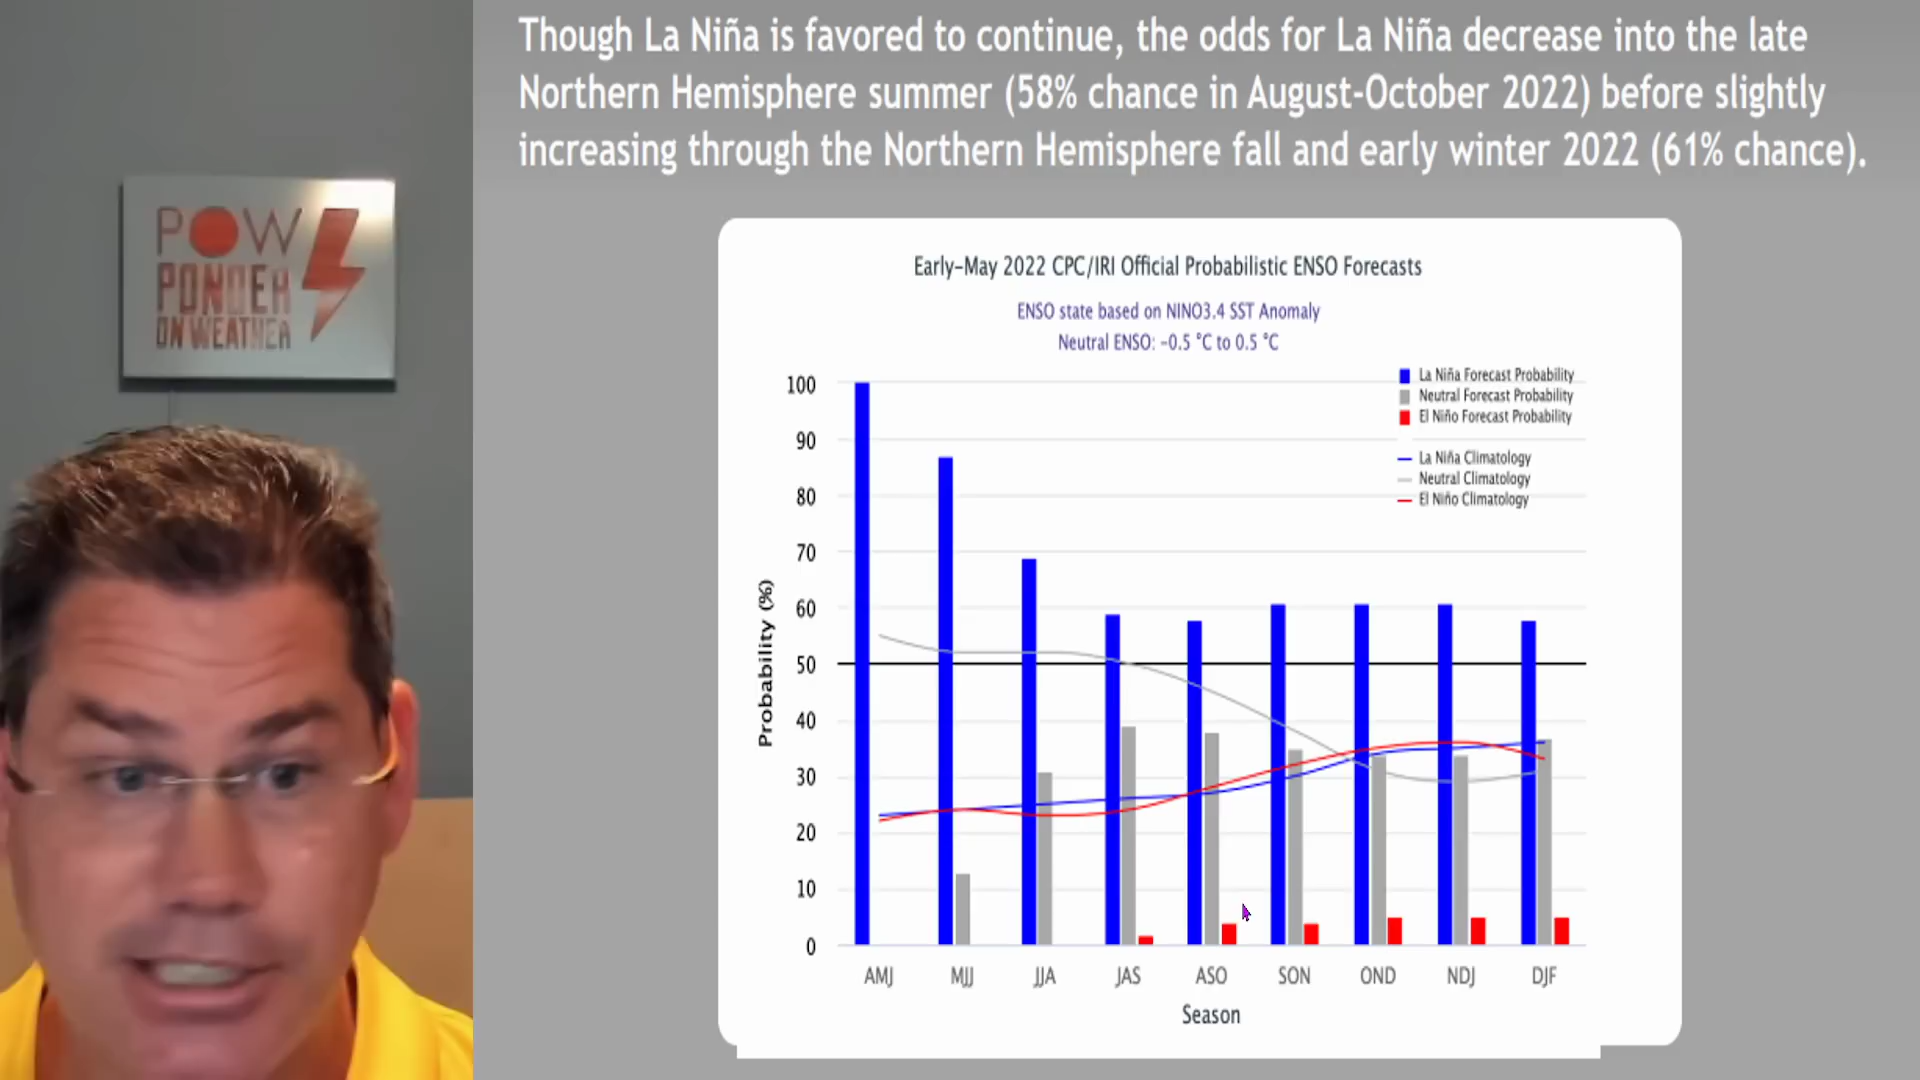 Though La Niña is favored to continue, the odds for La Niña decrease into the late
Northern Hemisphere summer (58% chance in August-October 2022) before slightly
increasing through the Northern Hemisphere fall and early winter 2022 (61% chance).
POW
PONDER
ON WEATHER
Early-May 2022 CPC/IRI Official Probabilistic ENSO Forecasts
ENSO state based on NINO3.4 SST Anomaly
Neutral ENSO: -0.5 °C to 0.5 °C
La Niña Forecast Probability
Neutral Forecast Probability
El Niño Forecast Probability
La Niña Climatology
Neutral Climatology
El Niño Climatology
Probability (%)
100
90
80
70
60
50
40
30
20
10
0
AMJ MJJ JJA JAS ASO SON OND NDJ DJF
Season